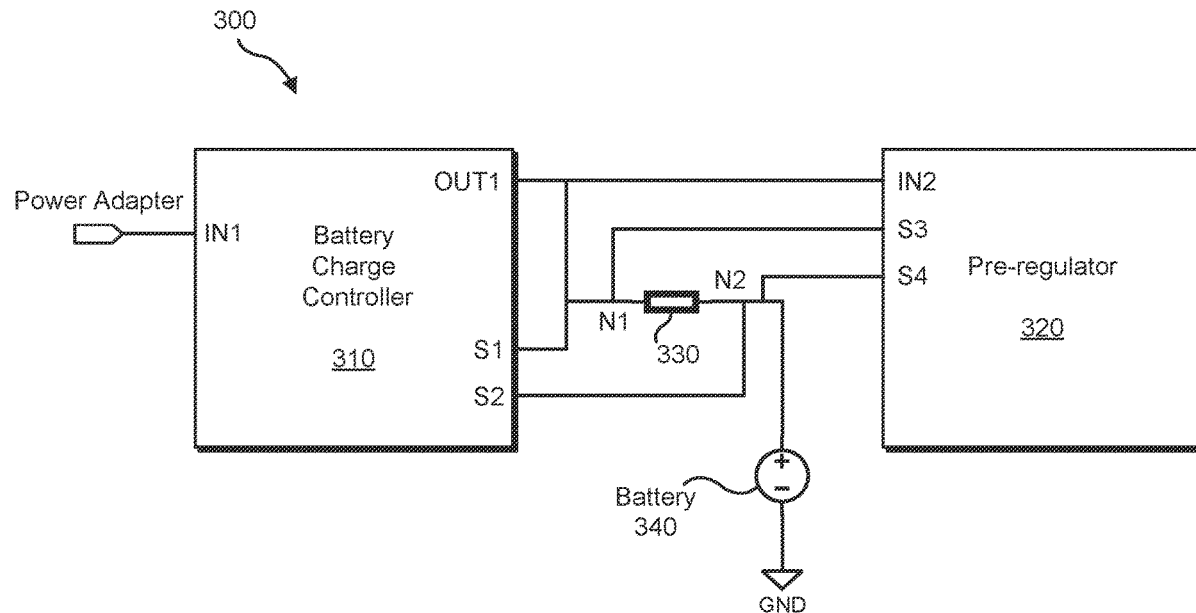 300
OUT1
IN2
Power Adapter
IN1
Battery
Charge
Controller
S3
S4
Pre-regulator
N2
N1
330
320
S1
310
S2
Battery
340
+
−
GND